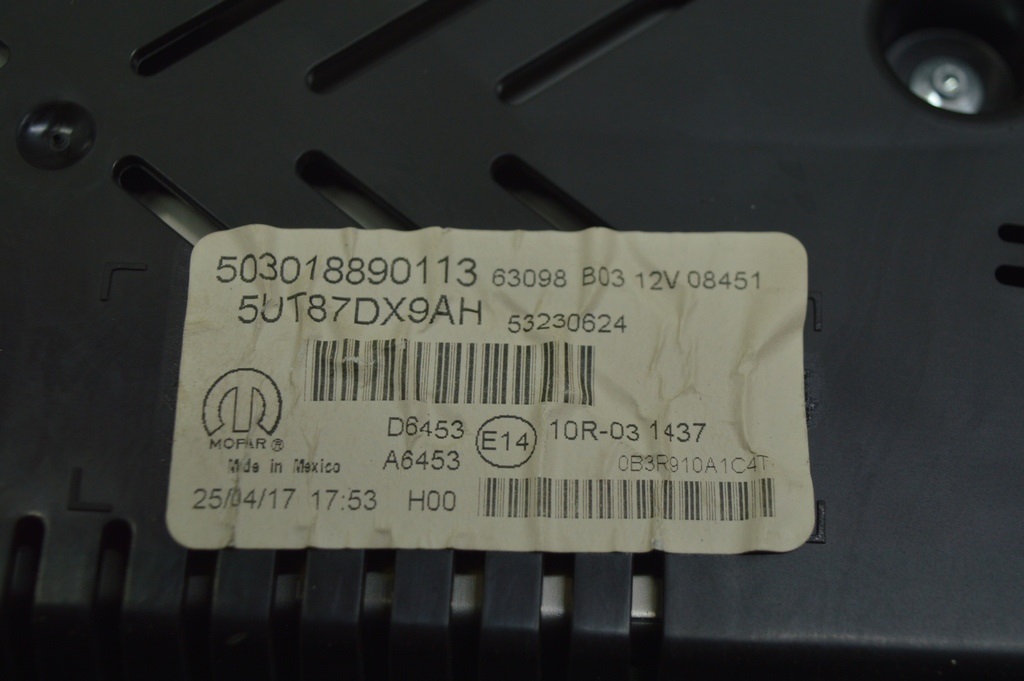 503018890113 63098 B03 12V 08451
5UT87DX9AH 53230624
MOPAR®
D6453 E14 10R-03 1437
A6453 0B3R910A1C4T
Made in Mexico
25/04/17 17:53 H00